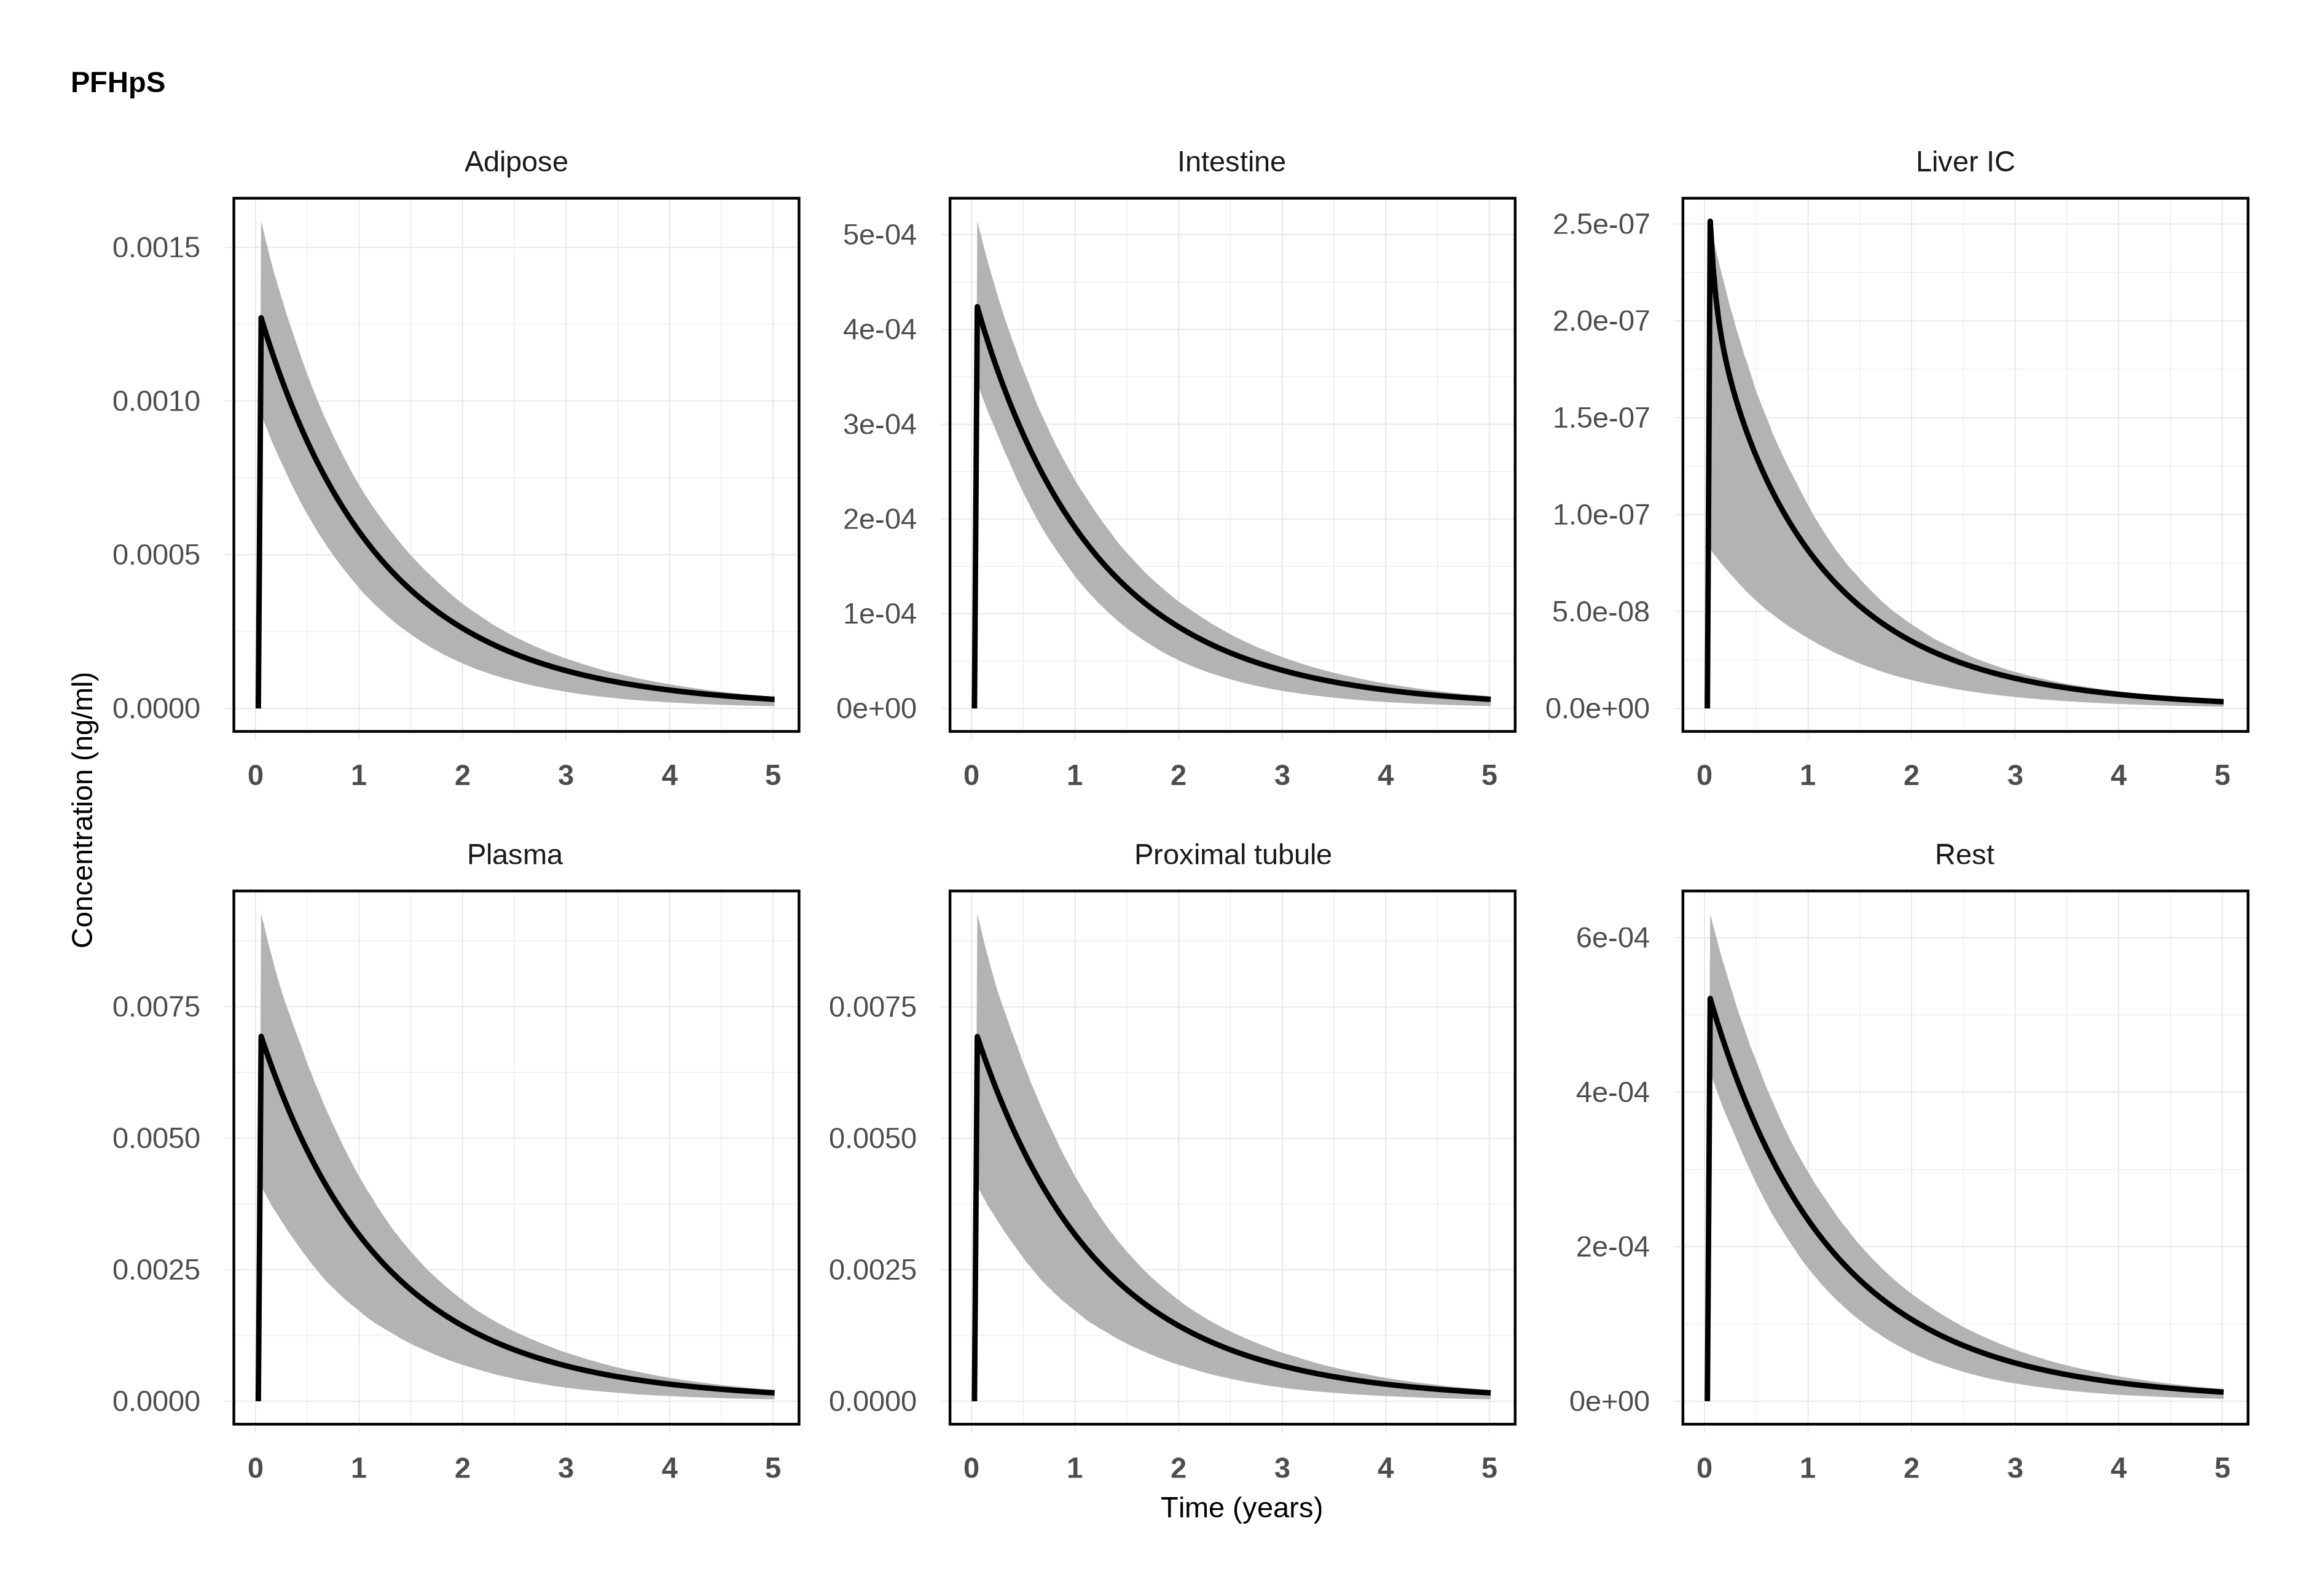 PFHpS
Adipose
Intestine
Liver IC
0.0015
0.0010
0.0005
0.0000
5e-04
4e-04
3e-04
2e-04
1e-04
0e+00
2.5e-07
2.0e-07
1.5e-07
1.0e-07
5.0e-08
0.0e+00
0 1 2 3 4 5
0 1 2 3 4 5
0 1 2 3 4 5
Concentration (ng/ml)
Plasma
Proximal tubule
Rest
0.0075
0.0050
0.0025
0.0000
0.0075
0.0050
0.0025
0.0000
6e-04
4e-04
2e-04
0e+00
0 1 2 3 4 5
0 1 2 3 4 5
0 1 2 3 4 5
Time (years)